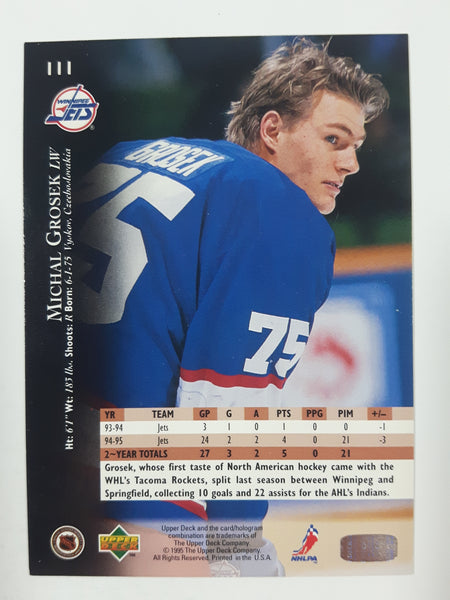 111
WINNIPEG
JETS
®
MICHAL GROSEK LW
Ht: 6'1" Wt: 183 lbs. Shoots: R Born: 6-1-75 Vyskov, Czechoslovakia
GROSEK
75
75
YR TEAM GP G A PTS PPG PIM +/–
93-94 Jets 3 1 0 1 0 0 -1
94-95 Jets 24 2 2 4 0 21 -3
2–YEAR TOTALS 27 3 2 5 0 21
Grosek, whose first taste of North American hockey came with
the WHL's Tacoma Rockets, split last season between Winnipeg and
Springfield, collecting 10 goals and 22 assists for the AHL's Indians.
NHL
UPPER
DECK
Upper Deck and the card/hologram
combination are trademarks of
The Upper Deck Company.
© 1995 The Upper Deck Company.
All Rights Reserved. Printed in the U.S.A.
NHLPA